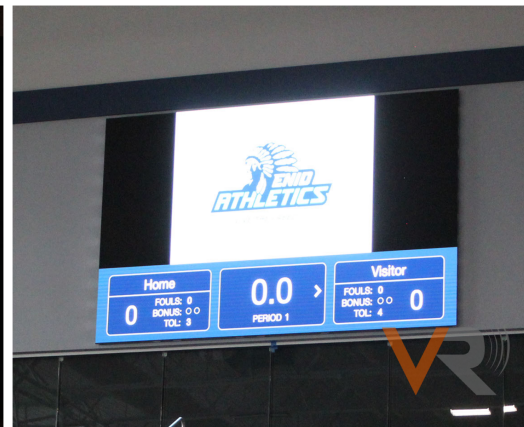 ENID
ATHLETICS
Home
0
FOULS: 0
BONUS: ○○
TOL: 3
0.0 >
PERIOD 1
Visitor
FOULS: 0
BONUS: ○○
TOL: 4
0
VR